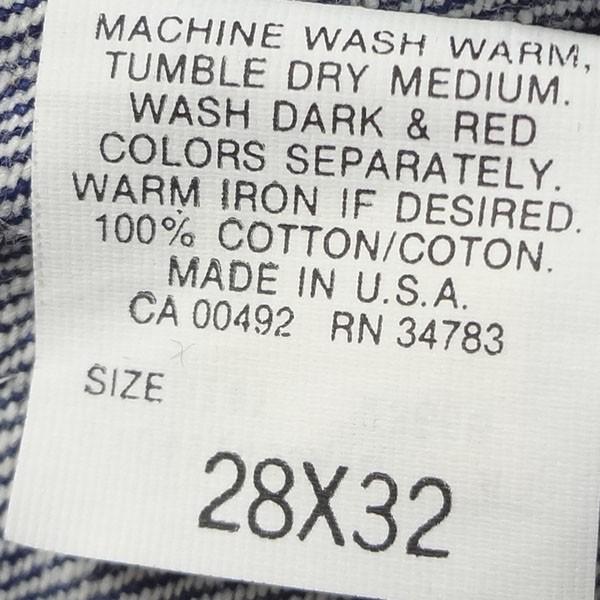 MACHINE WASH WARM,
TUMBLE DRY MEDIUM.
WASH DARK & RED
COLORS SEPARATELY.
WARM IRON IF DESIRED.
100% COTTON/COTON.
MADE IN U.S.A.
CA 00492 RN 34783
SIZE
28X32